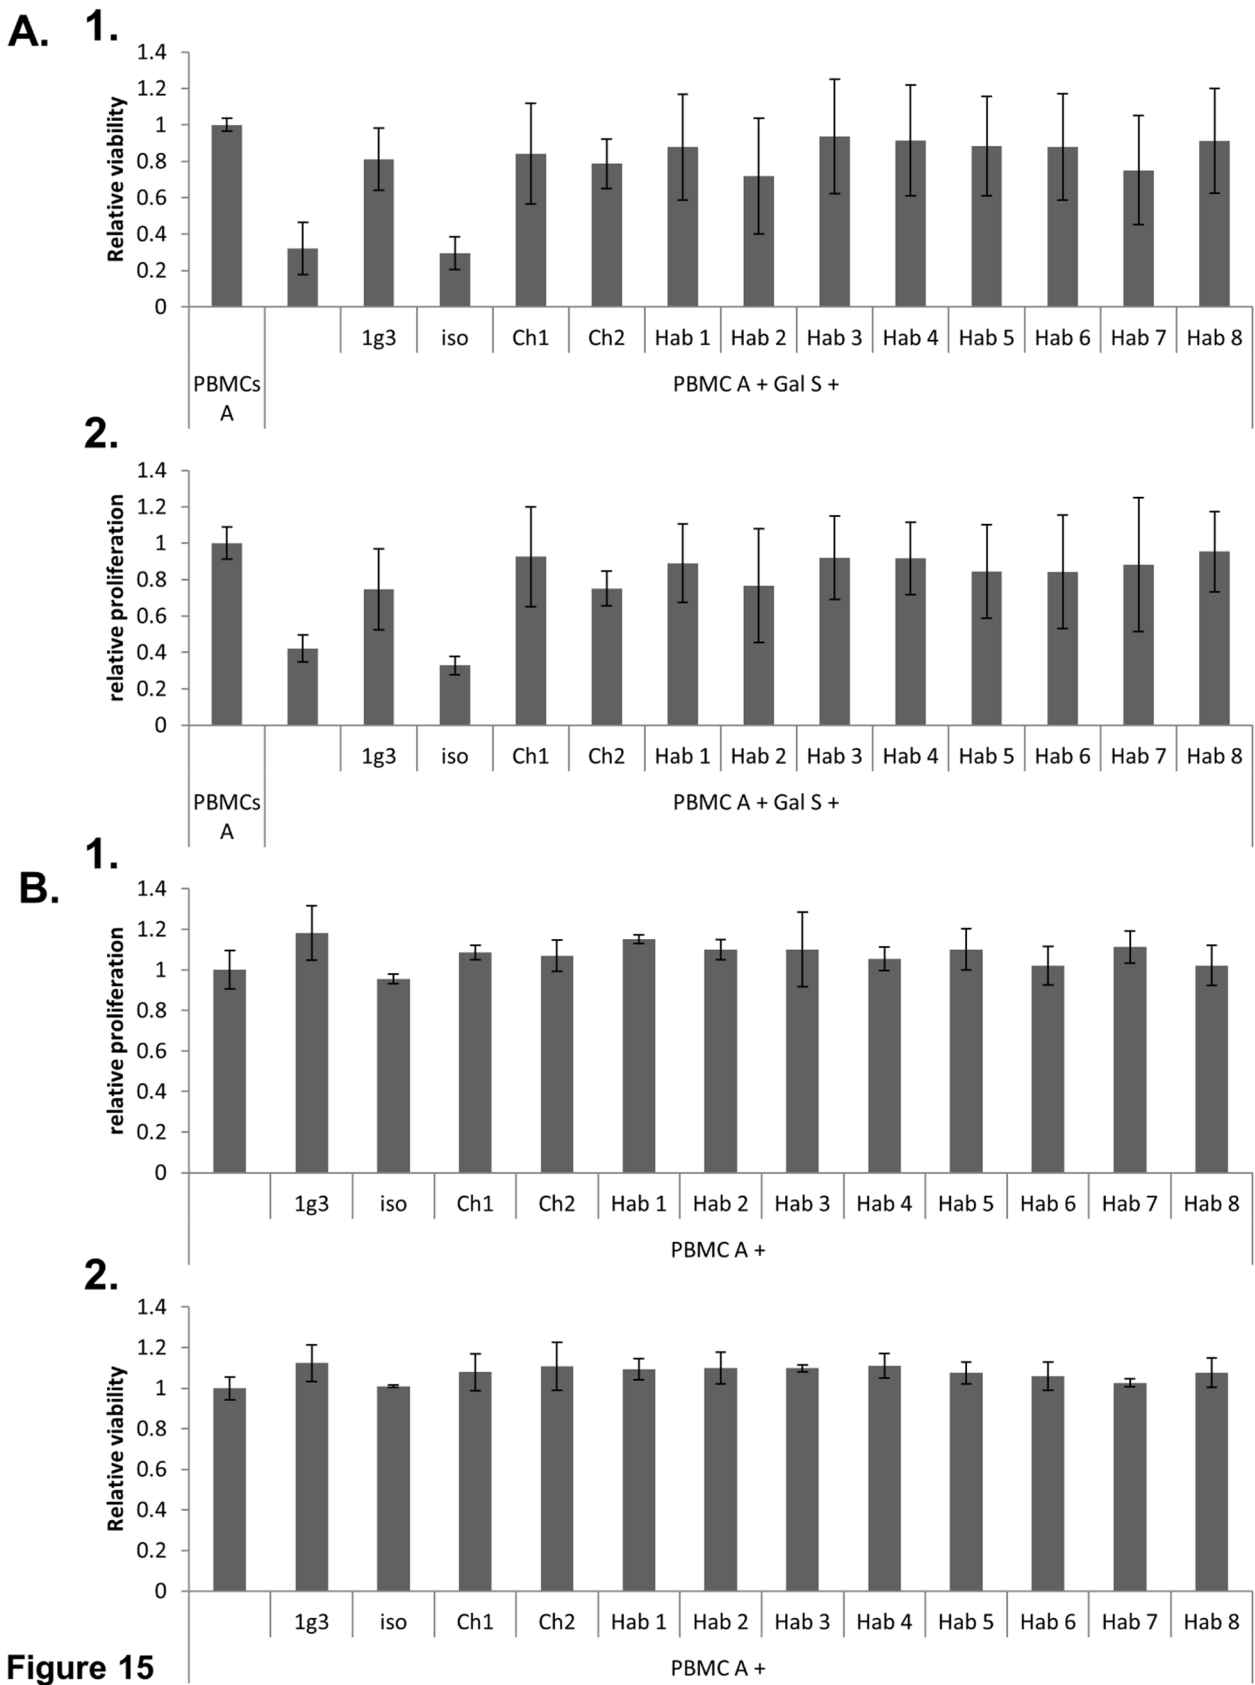 A.
1.
1.4
1.2
1
0.8
0.6
0.4
0.2
0
Relative viability
1g3 iso Ch1 Ch2 Hab 1 Hab 2 Hab 3 Hab 4 Hab 5 Hab 6 Hab 7 Hab 8
PBMCs
A
PBMC A + Gal S +
2.
1.4
1.2
1
0.8
0.6
0.4
0.2
0
relative proliferation
1g3 iso Ch1 Ch2 Hab 1 Hab 2 Hab 3 Hab 4 Hab 5 Hab 6 Hab 7 Hab 8
PBMCs
A
PBMC A + Gal S +
B.
1.
1.4
1.2
1
0.8
0.6
0.4
0.2
0
relative proliferation
1g3 iso Ch1 Ch2 Hab 1 Hab 2 Hab 3 Hab 4 Hab 5 Hab 6 Hab 7 Hab 8
PBMC A +
2.
1.4
1.2
1
0.8
0.6
0.4
0.2
0
Relative viability
1g3 iso Ch1 Ch2 Hab 1 Hab 2 Hab 3 Hab 4 Hab 5 Hab 6 Hab 7 Hab 8
PBMC A +
Figure 15